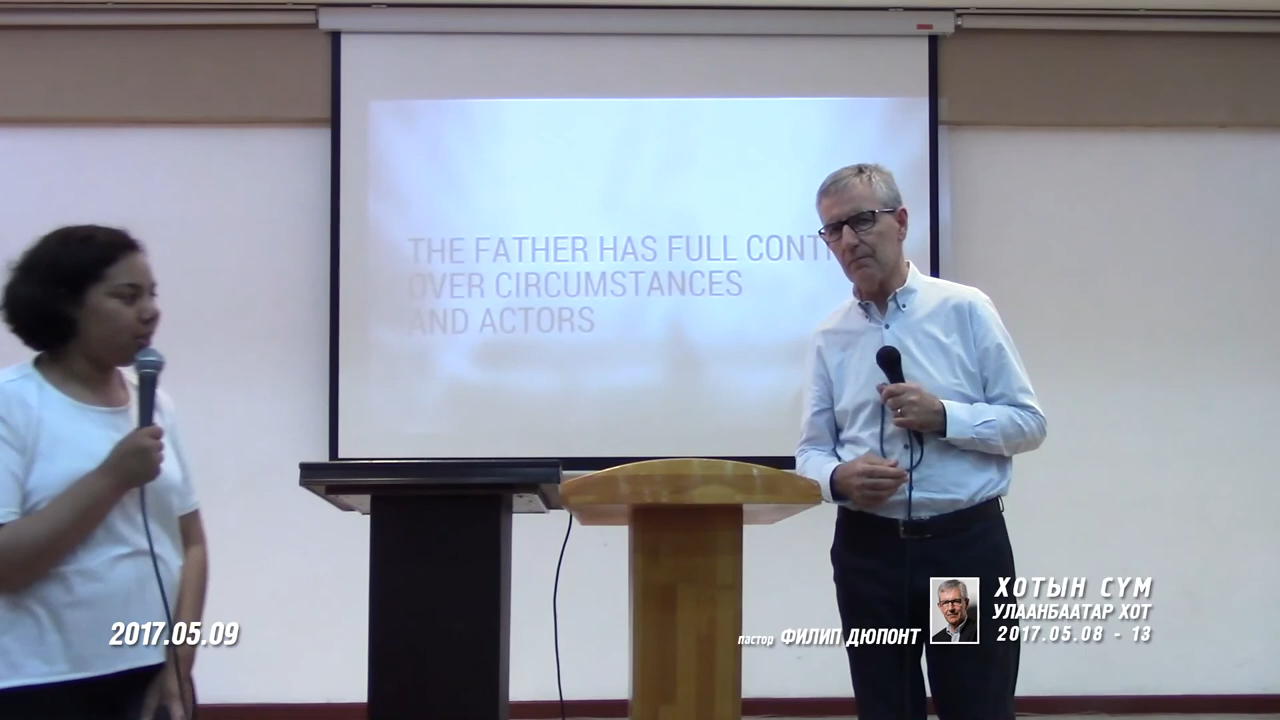 THE FATHER HAS FULL CONT
OVER CIRCUMSTANCES
AND ACTORS
2017.05.09
пастор ФИЛИП ДЮПОНТ
ХОТЫН СҮМ
УЛААНБААТАР ХОТ
2017.05.08 - 13